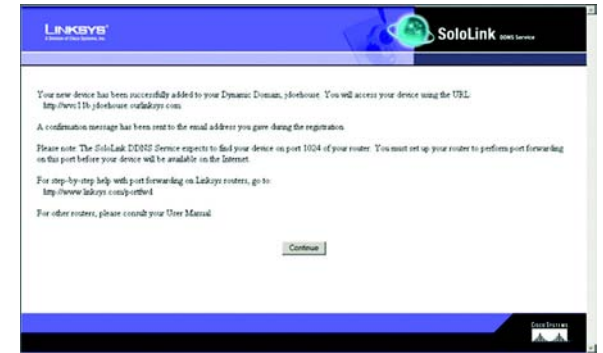 LINKSYS®
A Division of Cisco Systems, Inc.
SoloLink DDNS Service
Your new device has been successfully added to your Dynamic Domain, jdoehouse. You will access your device using the URL:
http://wvc11b.jdoehouse.ourlinksys.com
A confirmation message has been sent to the email address you gave during the registration.
Please note: The SoloLink DDNS Service expects to find your device on port 1024 of your router. You must set up your router to perform port forwarding
on this port before your device will be available on the Internet.
For step-by-step help with port forwarding on Linksys routers, go to:
http://www.linksys.com/portfwd
For other routers, please consult your User Manual.
Continue
CISCO SYSTEMS